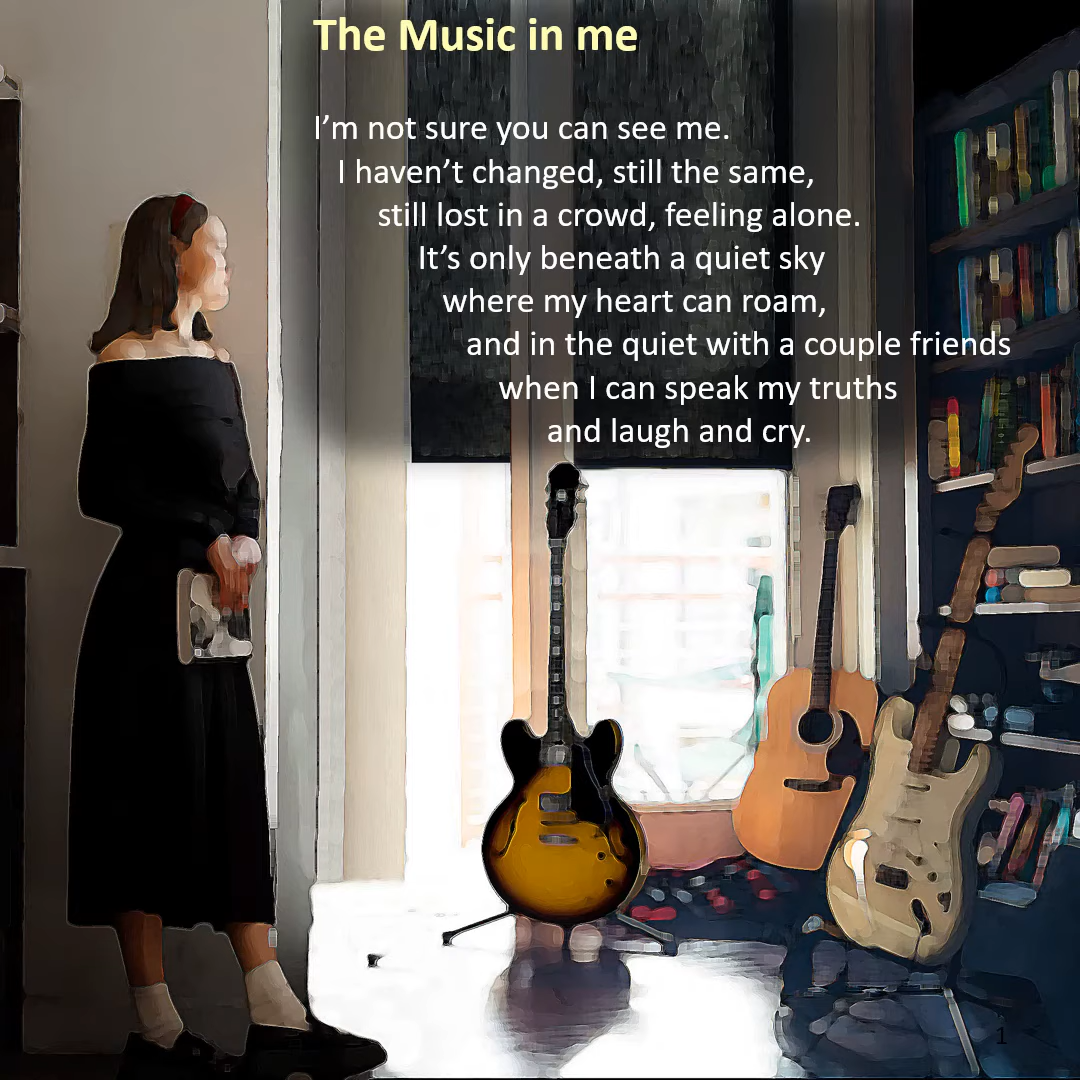 The Music in me
I’m not sure you can see me.
I haven’t changed, still the same,
still lost in a crowd, feeling alone.
It’s only beneath a quiet sky
where my heart can roam,
and in the quiet with a couple friends
when I can speak my truths
and laugh and cry.
1